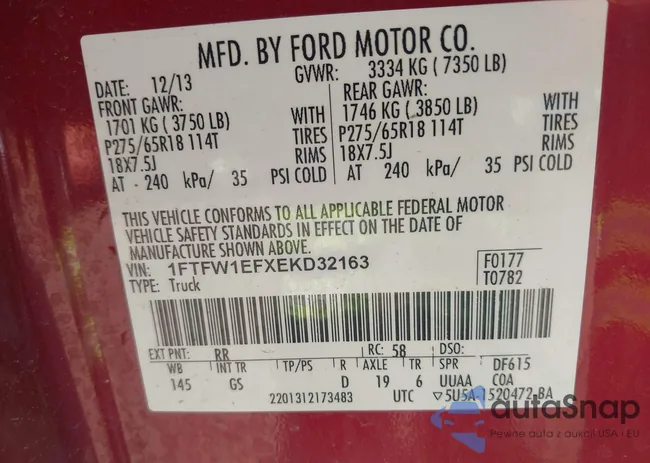 MFD. BY FORD MOTOR CO.
DATE: 12/13 GVWR: 3334 KG ( 7350 LB)
FRONT GAWR: REAR GAWR:
1701 KG ( 3750 LB) WITH 1746 KG ( 3850 LB) WITH
P275/65R18 114T TIRES P275/65R18 114T TIRES
18X7.5J RIMS 18X7.5J RIMS
AT - 240 kPa/ 35 PSI COLD AT 240 kPa/ 35 PSI COLD
THIS VEHICLE CONFORMS TO ALL APPLICABLE FEDERAL MOTOR
VEHICLE SAFETY STANDARDS IN EFFECT ON THE DATE OF
MANUFACTURE SHOWN ABOVE.
VIN: 1FTFW1EFXEKD32163 F0177
TYPE: Truck T0782
EXT PNT: RR RC: 58 DSO:
WB INT TR TP/PS R AXLE TR SPR DF615
145 GS D 19 6 UUAA COA
2201312173483 UTC ▽5U5A-1520472-BA
autoSnap
Pewne auta z aukcji USA i EU